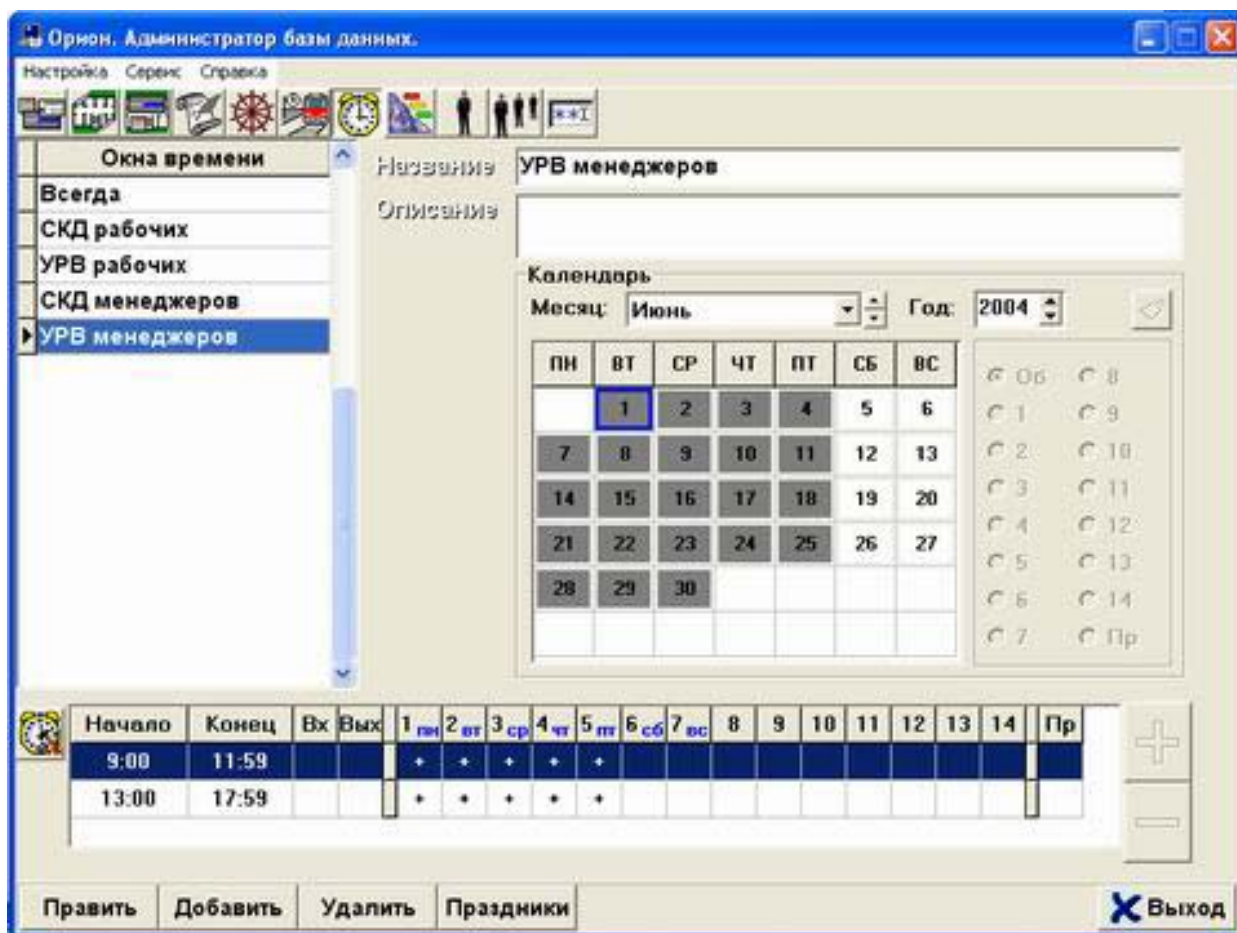 Орион. Администратор базы данных.
Настройка Сервис Справка
**I
Окна времени
Всегда
СКД рабочих
УРВ рабочих
СКД менеджеров
УРВ менеджеров
Название УРВ менеджеров
Описание
Календарь
Месяц: Июнь Год: 2004
ПН ВТ СР ЧТ ПТ СБ ВС
1 2 3 4 5 6
7 8 9 10 11 12 13
14 15 16 17 18 19 20
21 22 23 24 25 26 27
28 29 30
Об 8
1 9
2 10
3 11
4 12
5 13
6 14
7 Пр
Начало Конец Вх Вых 1 пн 2 вт 3 ср 4 чт 5 пт 6 сб 7 вс 8 9 10 11 12 13 14 Пр
9:00 11:59 + + + + +
13:00 17:59 + + + + +
Править Добавить Удалить Праздники Выход